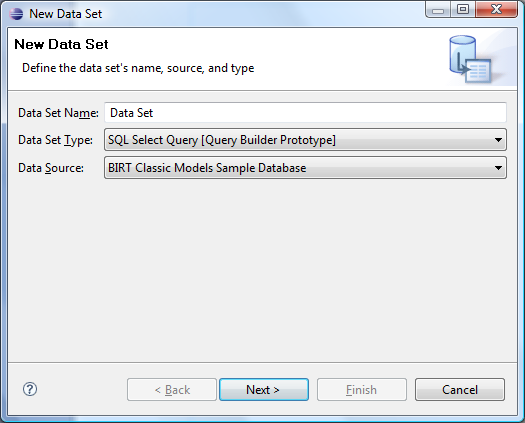 New Data Set
New Data Set
Define the data set's name, source, and type
Data Set Name: Data Set
Data Set Type: SQL Select Query [Query Builder Prototype]
Data Source: BIRT Classic Models Sample Database
? < Back Next > Finish Cancel